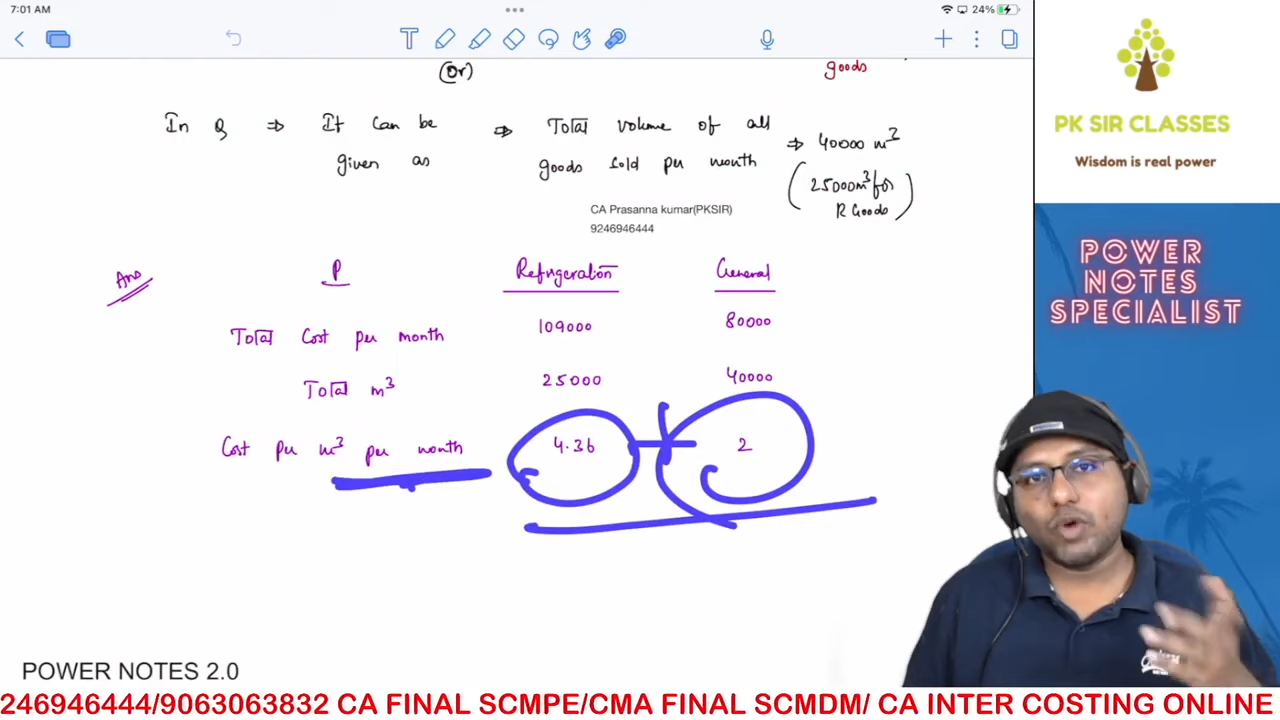 7:01 AM
24%
T
(Or)
goods
PK SIR CLASSES
Wisdom is real power
In Q ⇒ It can be given as ⇒ Total volume of all goods sold per month ⇒ 40000 m³
(25000m³ for R Goods)
CA Prasanna kumar(PKSIR)
9246946444
POWER
NOTES
SPECIALIST
Ans
P Refrigeration General
Total Cost per month 109000 80000
Total m³ 25000 40000
Cost per m³ per month 4.36 + 2
POWER NOTES 2.0
246946444/9063063832 CA FINAL SCMPE/CMA FINAL SCMDM/ CA INTER COSTING ONLINE